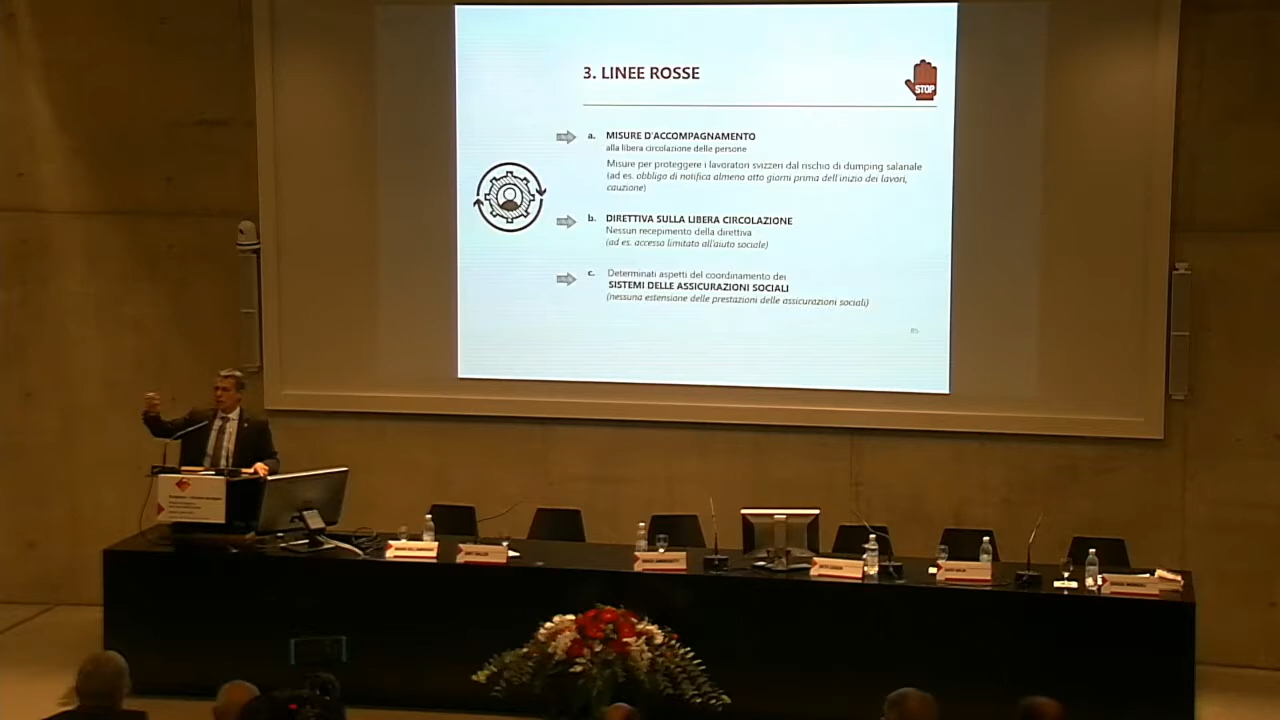 3. LINEE ROSSE
STOP
a. MISURE D'ACCOMPAGNAMENTO
alla libera circolazione delle persone
Misure per proteggere i lavoratori svizzeri dal rischio di dumping salariale
(ad es. obbligo di notifica almeno otto giorni prima dell'inizio dei lavori,
cauzione)
b. DIRETTIVA SULLA LIBERA CIRCOLAZIONE
Nessun recepimento della direttiva
(ad es. accesso limitato all'aiuto sociale)
c. Determinati aspetti del coordinamento dei
SISTEMI DELLE ASSICURAZIONI SOCIALI
(nessuna estensione delle prestazioni delle assicurazioni sociali)
85